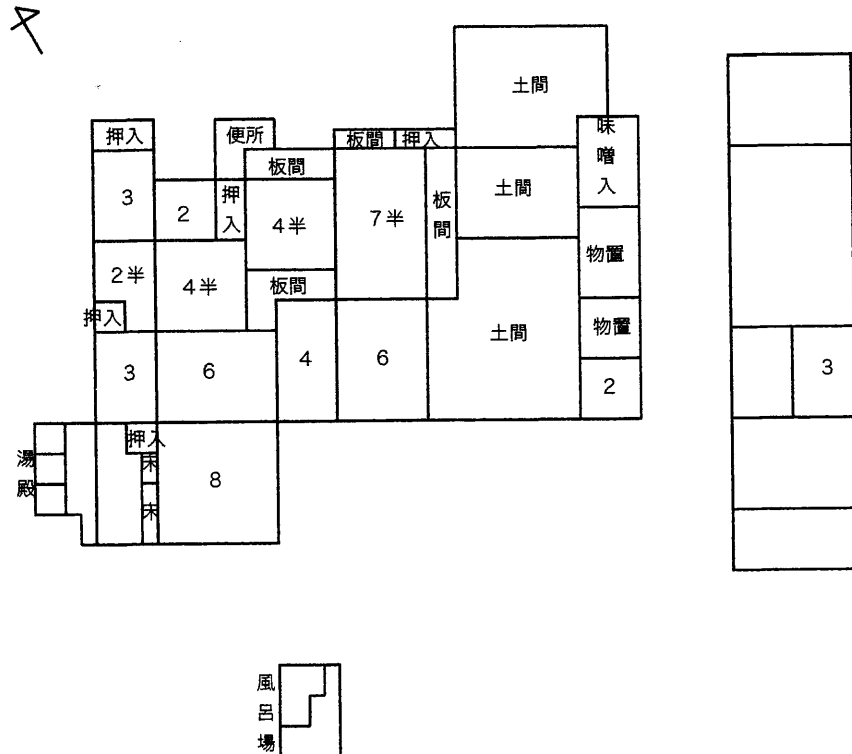 土間
押入
便所
板間
押入
味噌入
板間
3
2
押入
4半
7半
板間
土間
2半
4半
板間
物置
押入
3
6
4
6
土間
物置
2
3
押入
湯殿
床
8
床
風呂場